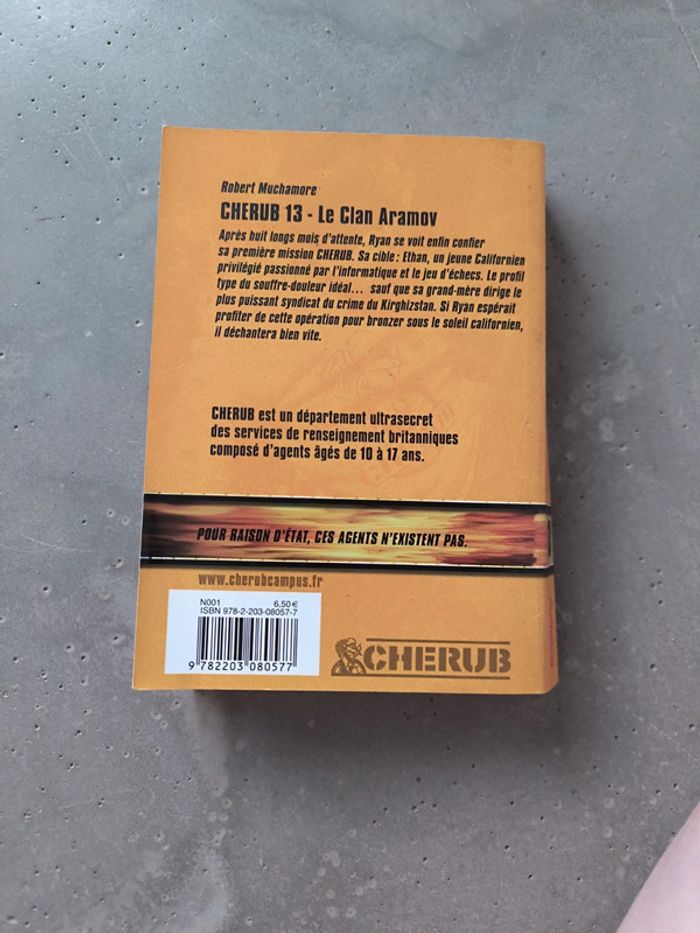 Robert Muchamore
CHERUB 13 - Le Clan Aramov
Après huit longs mois d'attente, Ryan se voit enfin confier
sa première mission CHERUB. Sa cible : Ethan, un jeune Californien
privilégié passionné par l'informatique et le jeu d'échecs. Le profil
type du souffre-douleur idéal... sauf que sa grand-mère dirige le
plus puissant syndicat du crime du Kirghizstan. Si Ryan espérait
profiter de cette opération pour bronzer sous le soleil californien,
il déchantera bien vite.
CHERUB est un département ultrasecret
des services de renseignement britanniques
composé d'agents âgés de 10 à 17 ans.
POUR RAISON D'ÉTAT, CES AGENTS N'EXISTENT PAS.
www.cherubcampus.fr
N001 6,50 €
ISBN 978-2-203-08057-7
9 782203 080577
CHERUB